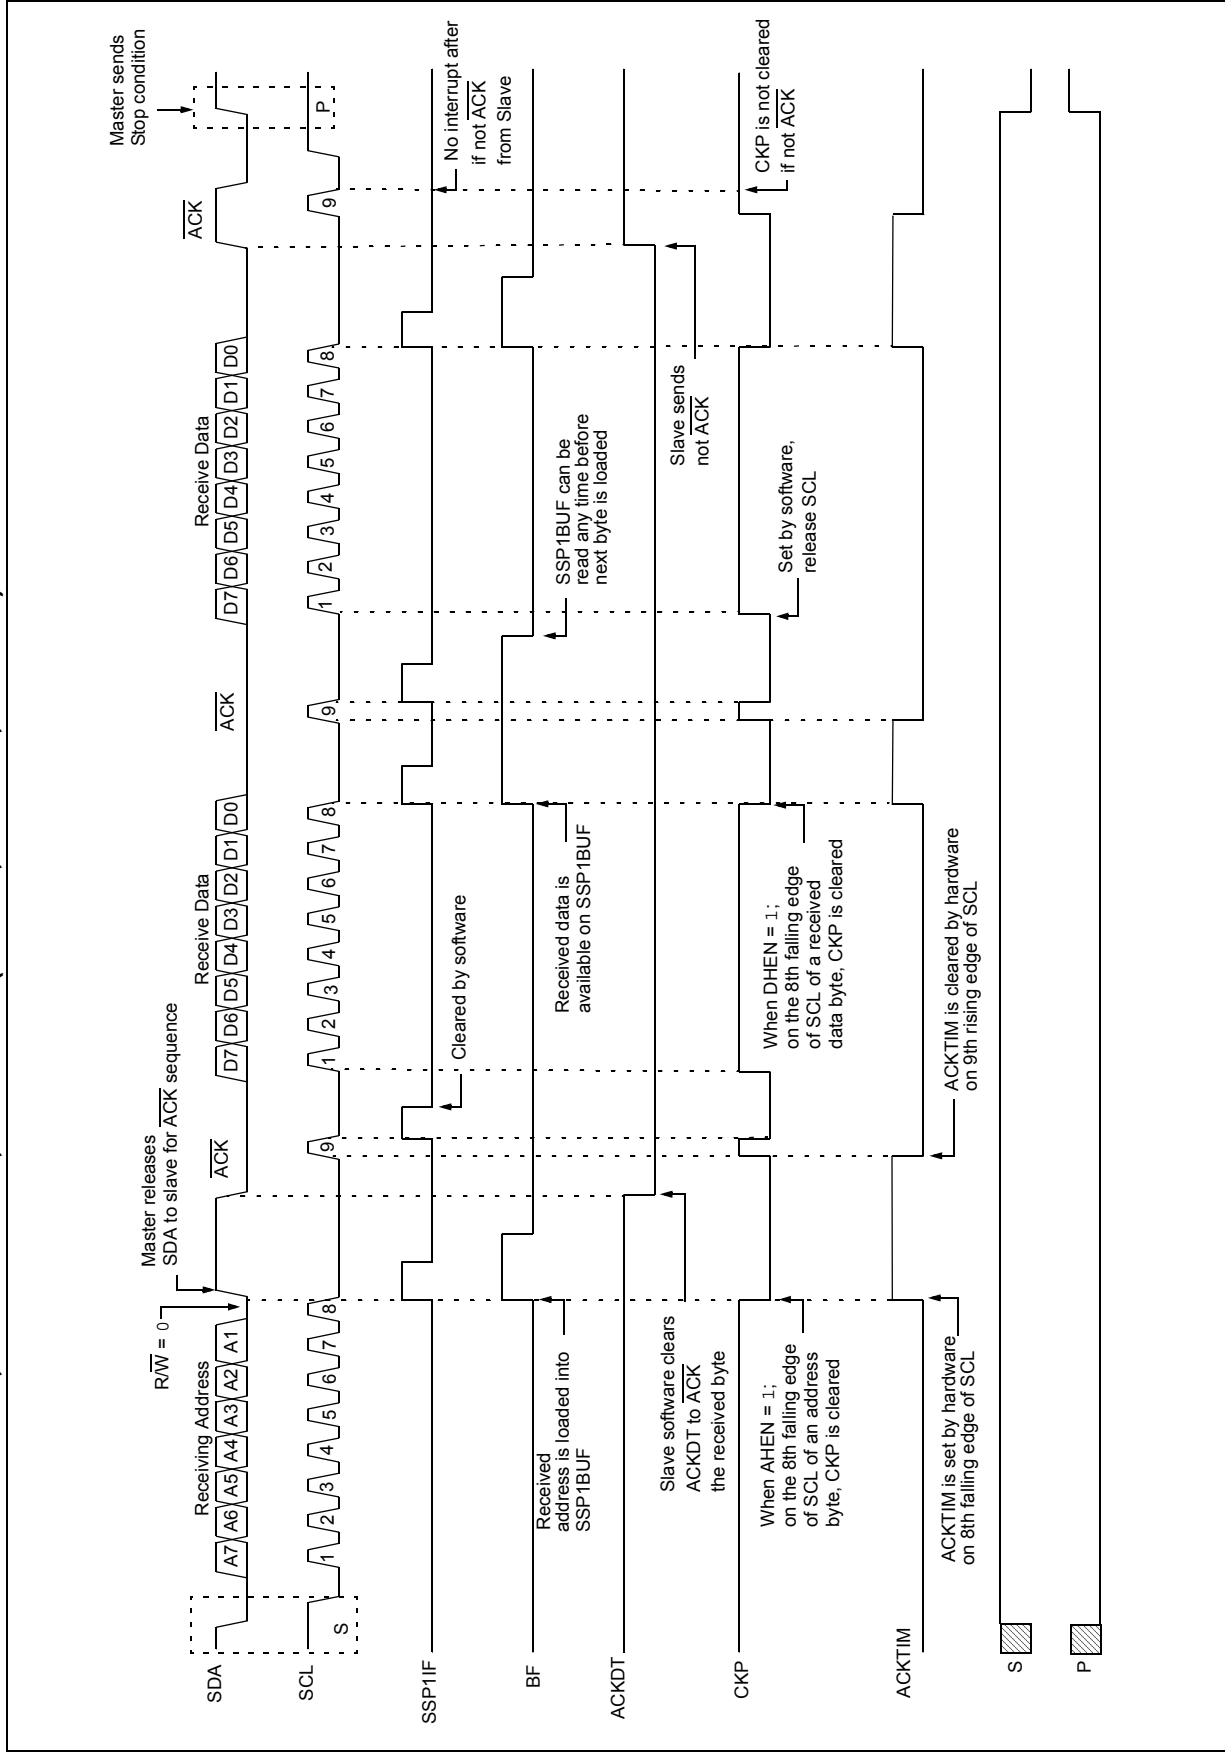 Master releases
SDA to slave for ACK sequence
Master sends
Stop condition
R/W = 0
Receiving Address
ACK
Receive Data
ACK
Receive Data
ACK
SDA
A7 A6 A5 A4 A3 A2 A1
D7 D6 D5 D4 D3 D2 D1 D0
D7 D6 D5 D4 D3 D2 D1 D0
SCL
S
1 2 3 4 5 6 7 8 9
1 2 3 4 5 6 7 8 9
1 2 3 4 5 6 7 8 9
P
SSP1IF
Cleared by software
No interrupt after
if not ACK
from Slave
BF
Received
address is loaded into
SSP1BUF
Received data is
available on SSP1BUF
SSP1BUF can be
read any time before
next byte is loaded
ACKDT
Slave software clears
ACKDT to ACK
the received byte
Slave sends
not ACK
CKP
When AHEN = 1;
on the 8th falling edge
of SCL of an address
byte, CKP is cleared
When DHEN = 1;
on the 8th falling edge
of SCL of a received
data byte, CKP is cleared
Set by software,
release SCL
CKP is not cleared
if not ACK
ACKTIM
ACKTIM is set by hardware
on 8th falling edge of SCL
ACKTIM is cleared by hardware
on 9th rising edge of SCL
S
P